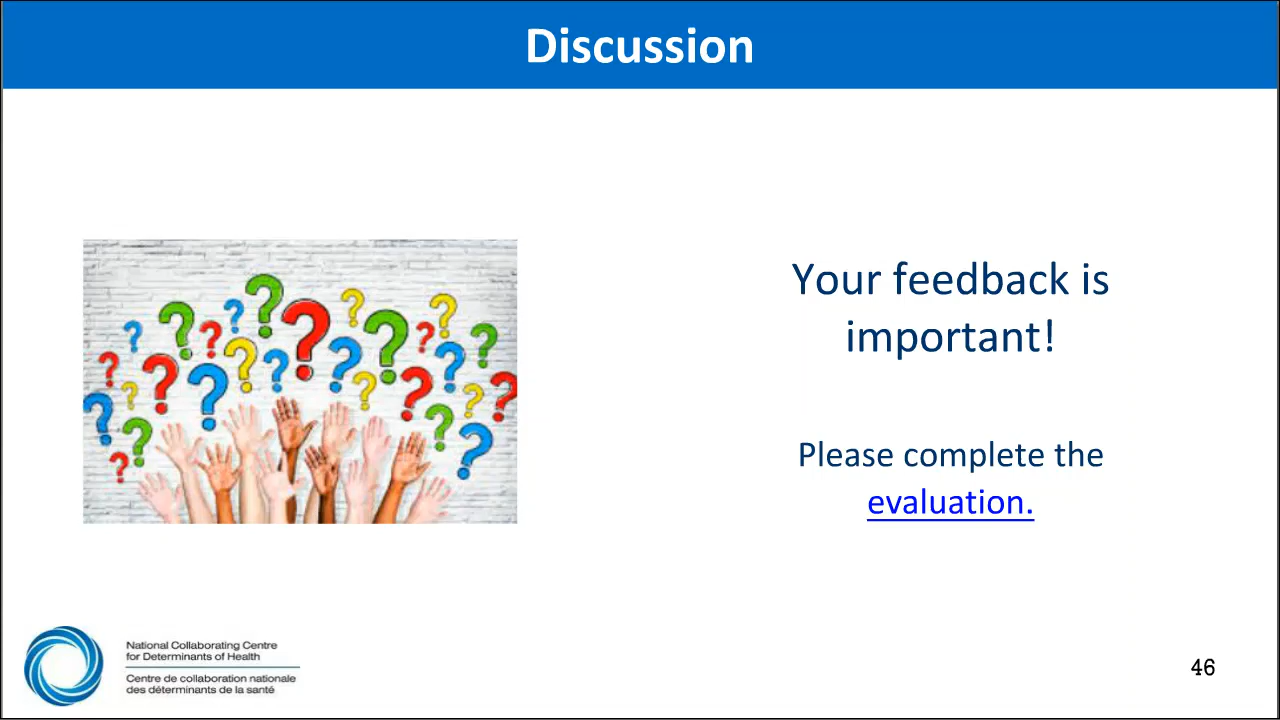 Discussion
Your feedback is
important!
Please complete the
evaluation.
National Collaborating Centre
for Determinants of Health
Centre de collaboration nationale
des déterminants de la santé
46